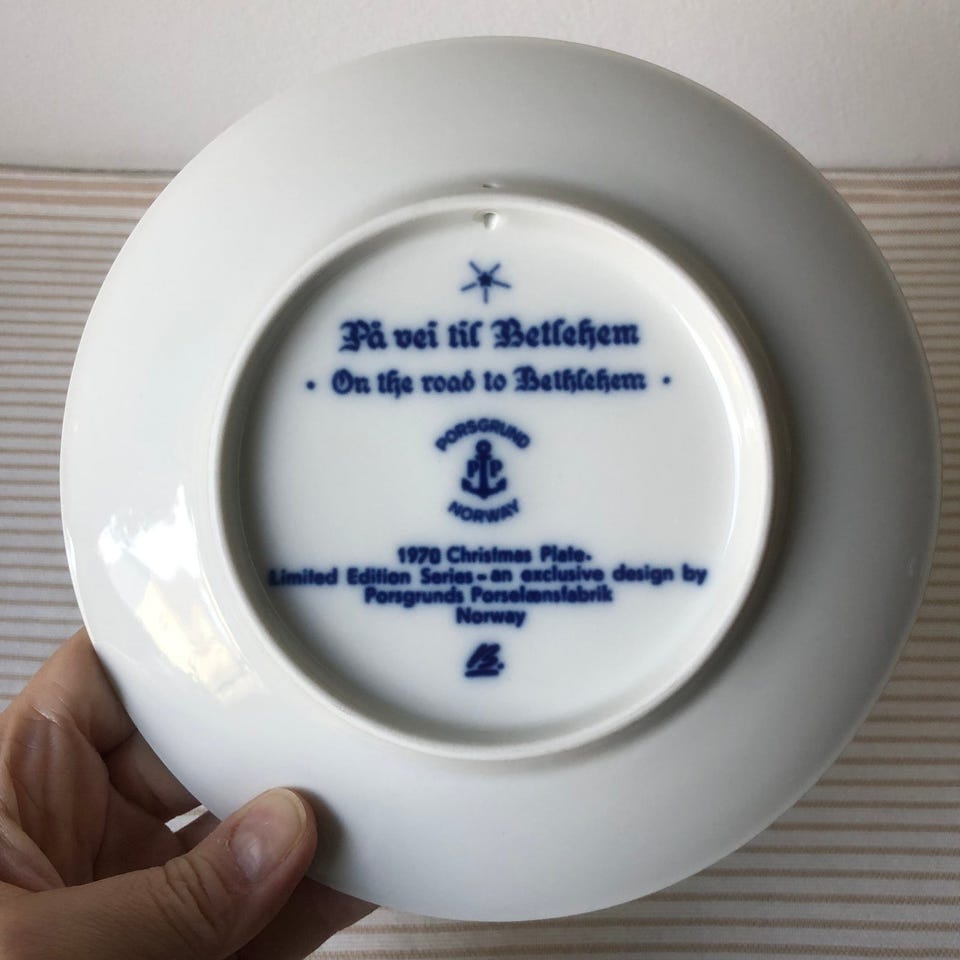 På vei til Betlehem
• On the road to Bethlehem •
PORSGRUND
P P
NORWAY
1970 Christmas Plate.
Limited Edition Series - an exclusive design by
Porsgrunds Porselænsfabrik
Norway